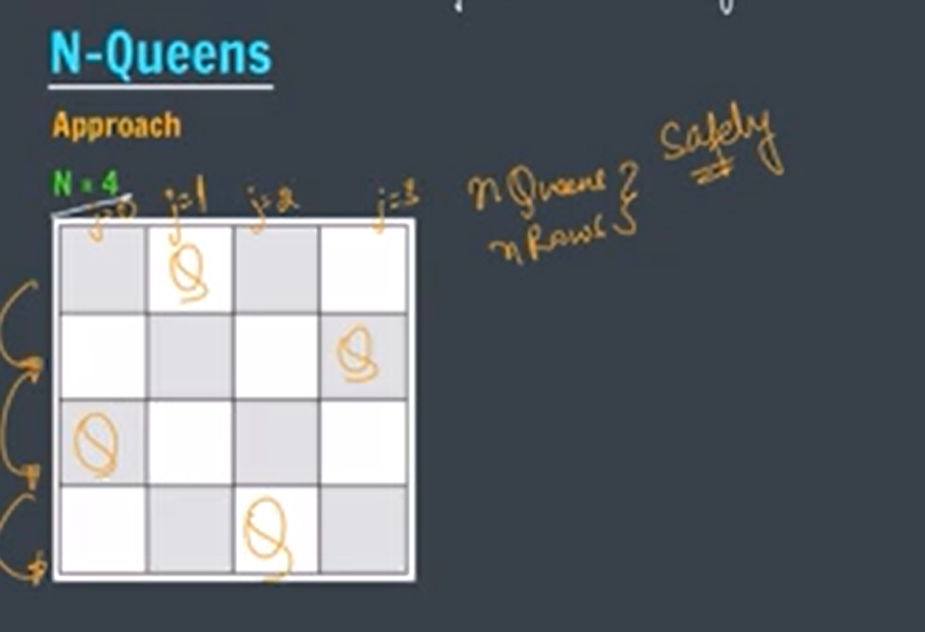 N-Queens
Approach
N = 4
j=0 j=1 j=2 j=3
n Queens } Safely
n Rows }
Q
Q
Q
Q